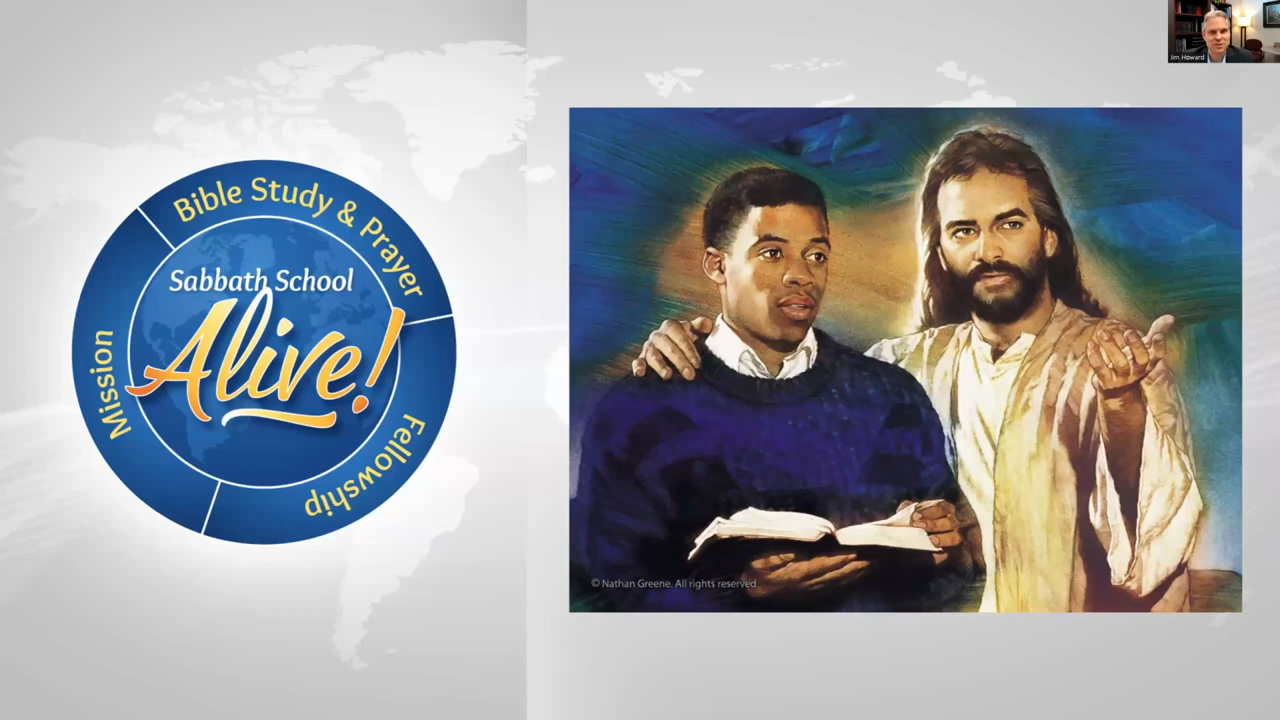 Bible Study & Prayer
Sabbath School
Alive!
Mission
Fellowship
© Nathan Greene. All rights reserved
Jim Howard